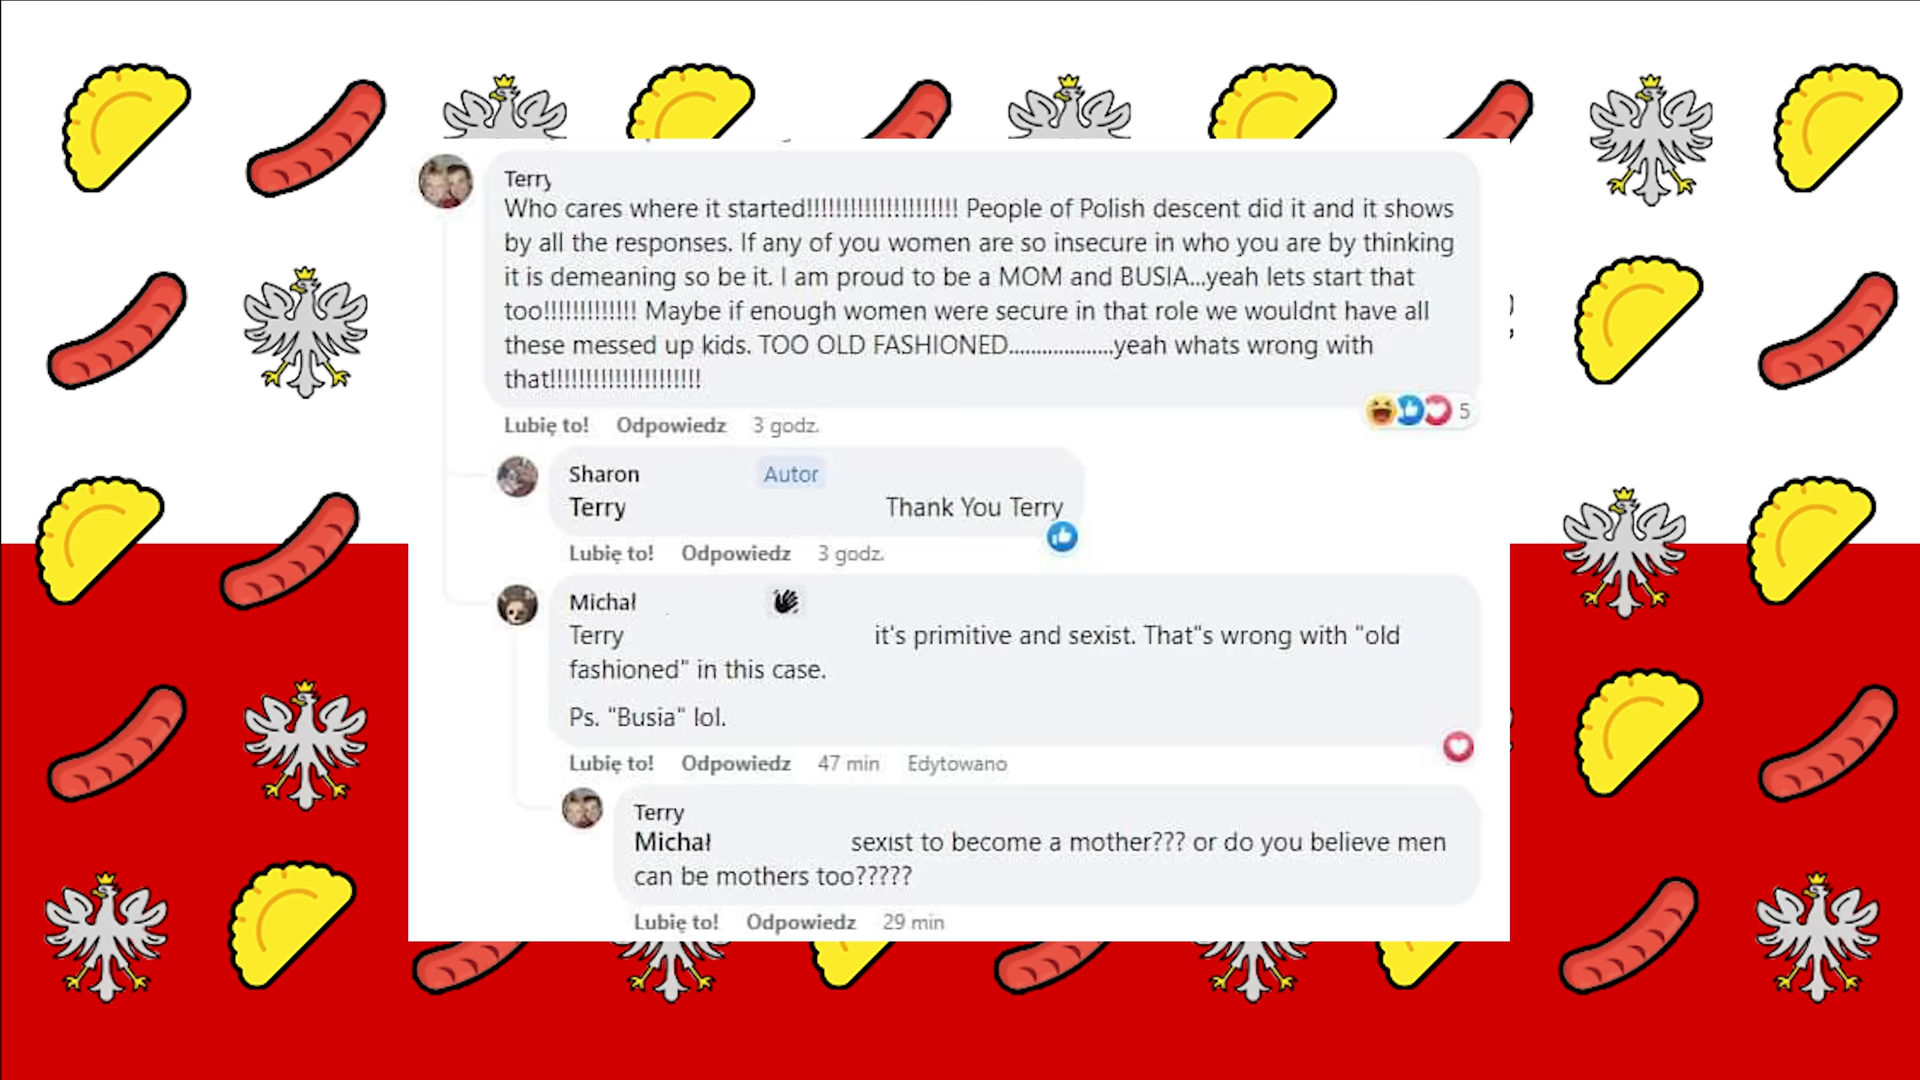 Terry
Who cares where it started!!!!!!!!!!!!!!!!!!!!! People of Polish descent did it and it shows
by all the responses. If any of you women are so insecure in who you are by thinking
it is demeaning so be it. I am proud to be a MOM and BUSIA...yeah lets start that
too!!!!!!!!!!!!! Maybe if enough women were secure in that role we wouldnt have all
these messed up kids. TOO OLD FASHIONED...................yeah whats wrong with
that!!!!!!!!!!!!!!!!!!!!!
5
Lubię to! Odpowiedz 3 godz.
Sharon Autor
Terry Thank You Terry
Lubię to! Odpowiedz 3 godz.
Michał
Terry it's primitive and sexist. That"s wrong with "old
fashioned" in this case.
Ps. "Busia" lol.
Lubię to! Odpowiedz 47 min Edytowano
Terry
Michał sexist to become a mother??? or do you believe men
can be mothers too?????
Lubię to! Odpowiedz 29 min